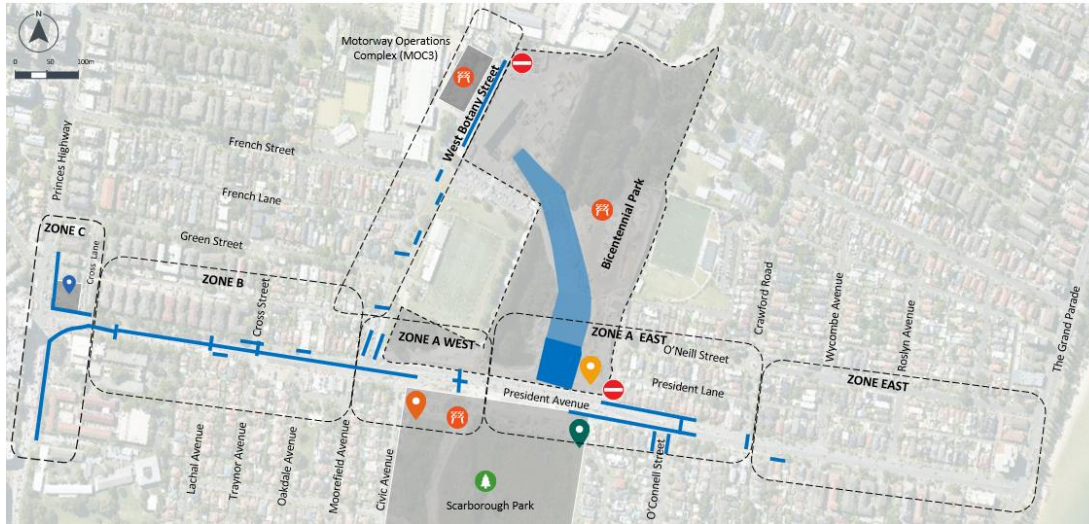 Motorway Operations
Complex (MOC3)
0
50
100m
West Botany Street
Princes Highway
French Street
French Lane
Green Street
Bicentennial Park
ZONE C
Cross Lane
ZONE B
Cross Street
ZONE A WEST
ZONE A EAST
O'Neill Street
President Lane
President Avenue
Crawford Road
Wycombe Avenue
Roslyn Avenue
The Grand Parade
ZONE EAST
Lachal Avenue
Traynor Avenue
Oakdale Avenue
Moorefield Avenue
Civic Avenue
O'Connell Street
Scarborough Park